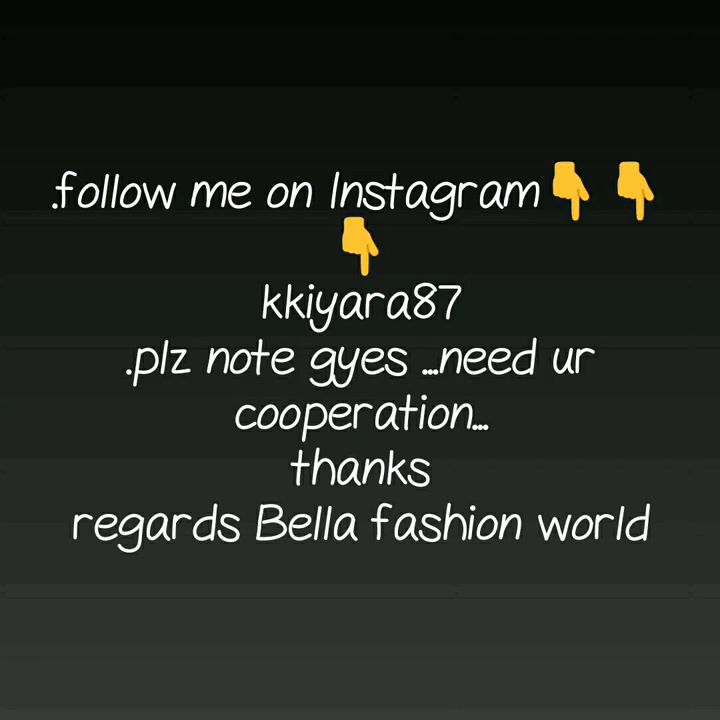 .follow me on Instagram👇 👇
👇
kkiyara87
.plz note gyes ...need ur
cooperation...
thanks
regards Bella fashion world